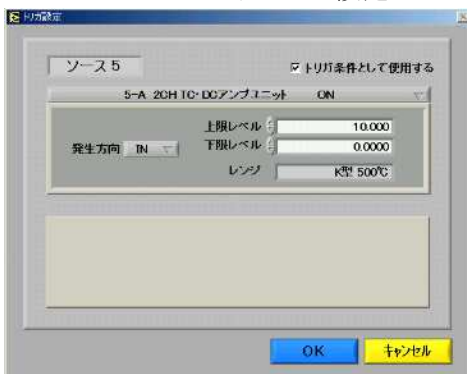 トリガ設定
ソース 5
トリガ条件として使用する
5-A 2CH TC・DCアンプユニット ON
上限レベル 10.000
発生方向 IN 下限レベル 0.0000
レンジ K型 500℃
OK キャンセル